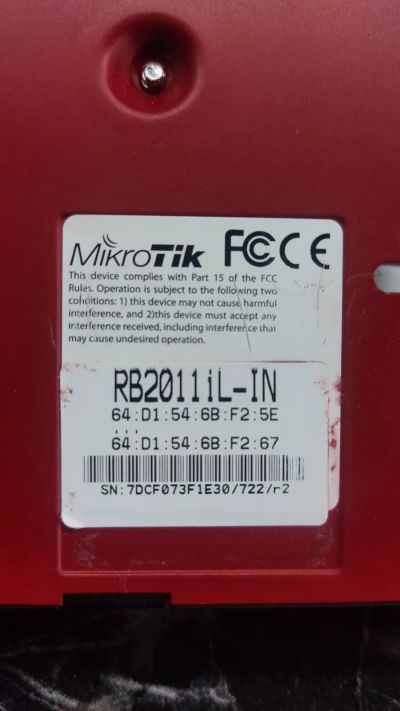 MikroTik FC CE
This device complies with Part 15 of the FCC
Rules. Operation is subject to the following two
conditions: 1) this device may not cause harmful
interference, and 2)this device must accept any
interference received, including interference that
may cause undesired operation.
RB2011iL-IN
64:D1:54:6B:F2:5E
...
64:D1:54:6B:F2:67
SN:7DCF073F1E30/722/r2